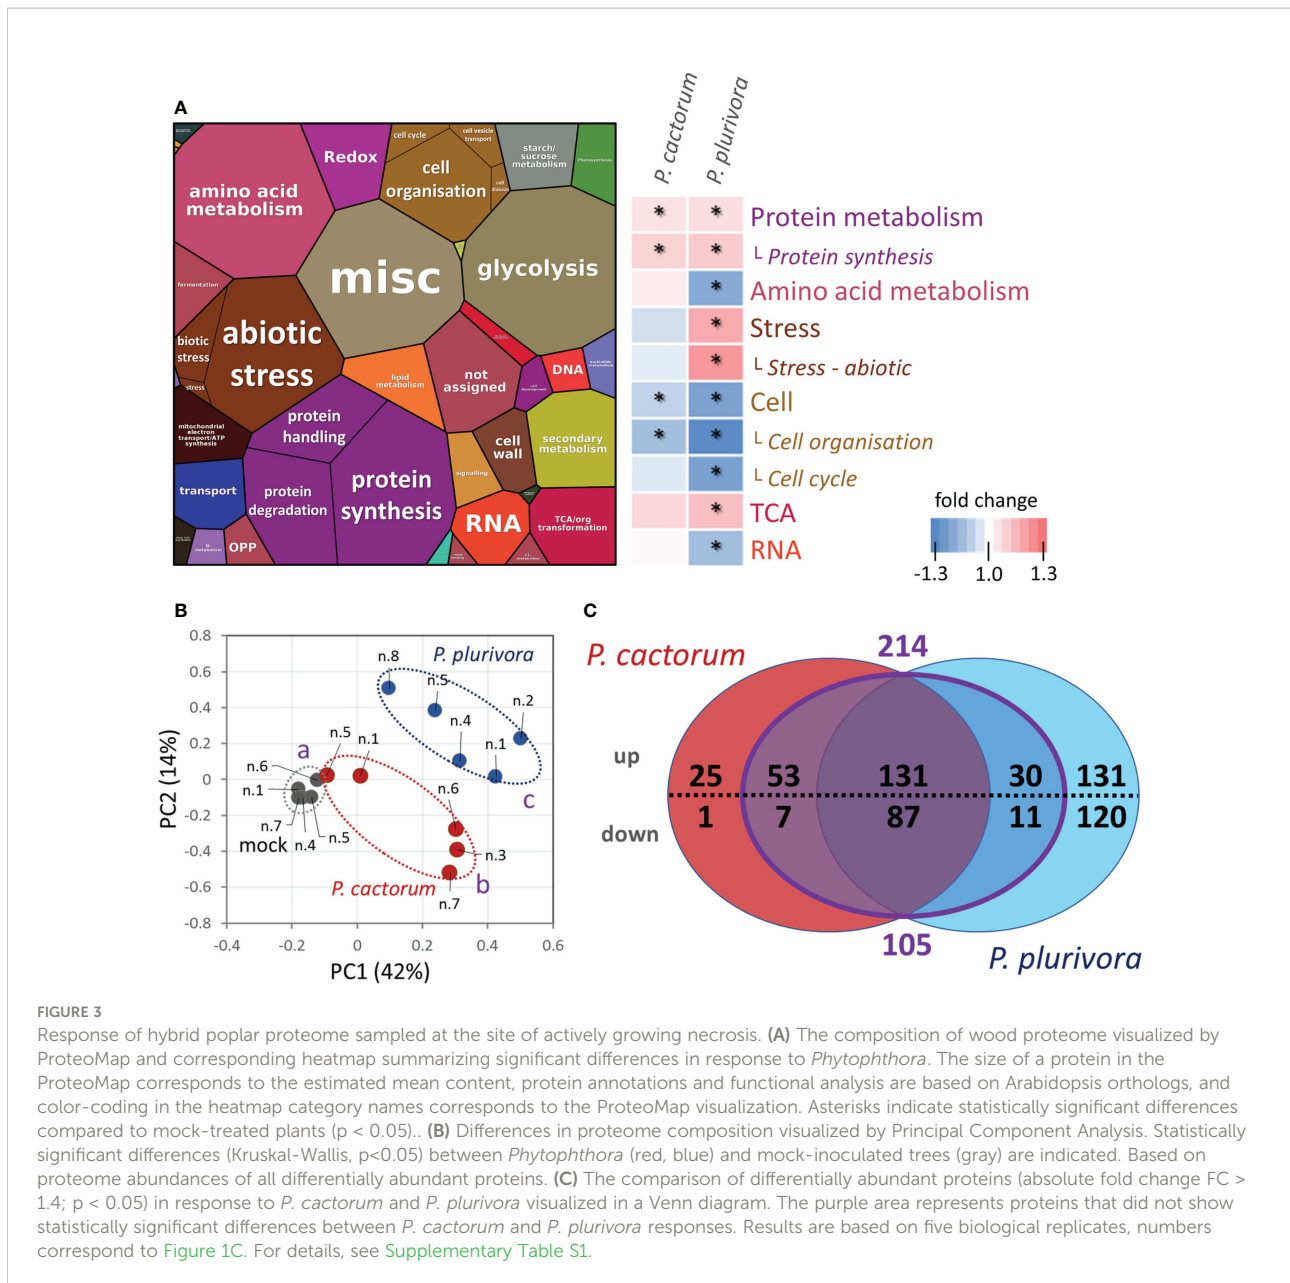 A
P. cactorum
P. plurivora
amino acid
metabolism
Redox
cell cycle
cell vesicle
transport
cell
organisation
cell
division
starch/
sucrose
metabolism
Photosynthesis
misc
glycolysis
fermentation
biotic
stress
abiotic
stress
stress
lipid
metabolism
not
assigned
cell
development
DNA
nucleotide
metabolism
mitochondrial
electron
transport/ATP
synthesis
protein
handling
cell
wall
secondary
metabolism
transport
protein
degradation
protein
synthesis
signalling
RNA
TCA/org
transformation
N-
metabolism
OPP
* * Protein metabolism
* * └ Protein synthesis
* Amino acid metabolism
* Stress
* └ Stress - abiotic
* * Cell
* * └ Cell organisation
* └ Cell cycle
* TCA
* RNA
fold change
-1.3 1.0 1.3
B
0.8
0.6
0.4
0.2
0
-0.2
-0.4
-0.6
-0.8
PC2 (14%)
n.8
P. plurivora
n.5
n.2
n.4
n.5
n.1
n.1
a
n.6
n.1
c
n.6
n.7
n.5
mock
n.4
n.3
P. cactorum
b
n.7
-0.4 -0.2 0 0.2 0.4 0.6
PC1 (42%)
C
214
P. cactorum
up
25 53 131 30 131
down
1 7 87 11 120
105
P. plurivora
FIGURE 3
Response of hybrid poplar proteome sampled at the site of actively growing necrosis. (A) The composition of wood proteome visualized by
ProteoMap and corresponding heatmap summarizing significant differences in response to Phytophthora. The size of a protein in the
ProteoMap corresponds to the estimated mean content, protein annotations and functional analysis are based on Arabidopsis orthologs, and
color-coding in the heatmap category names corresponds to the ProteoMap visualization. Asterisks indicate statistically significant differences
compared to mock-treated plants (p < 0.05).. (B) Differences in proteome composition visualized by Principal Component Analysis. Statistically
significant differences (Kruskal-Wallis, p<0.05) between Phytophthora (red, blue) and mock-inoculated trees (gray) are indicated. Based on
proteome abundances of all differentially abundant proteins. (C) The comparison of differentially abundant proteins (absolute fold change FC >
1.4; p < 0.05) in response to P. cactorum and P. plurivora visualized in a Venn diagram. The purple area represents proteins that did not show
statistically significant differences between P. cactorum and P. plurivora responses. Results are based on five biological replicates, numbers
correspond to Figure 1C. For details, see Supplementary Table S1.